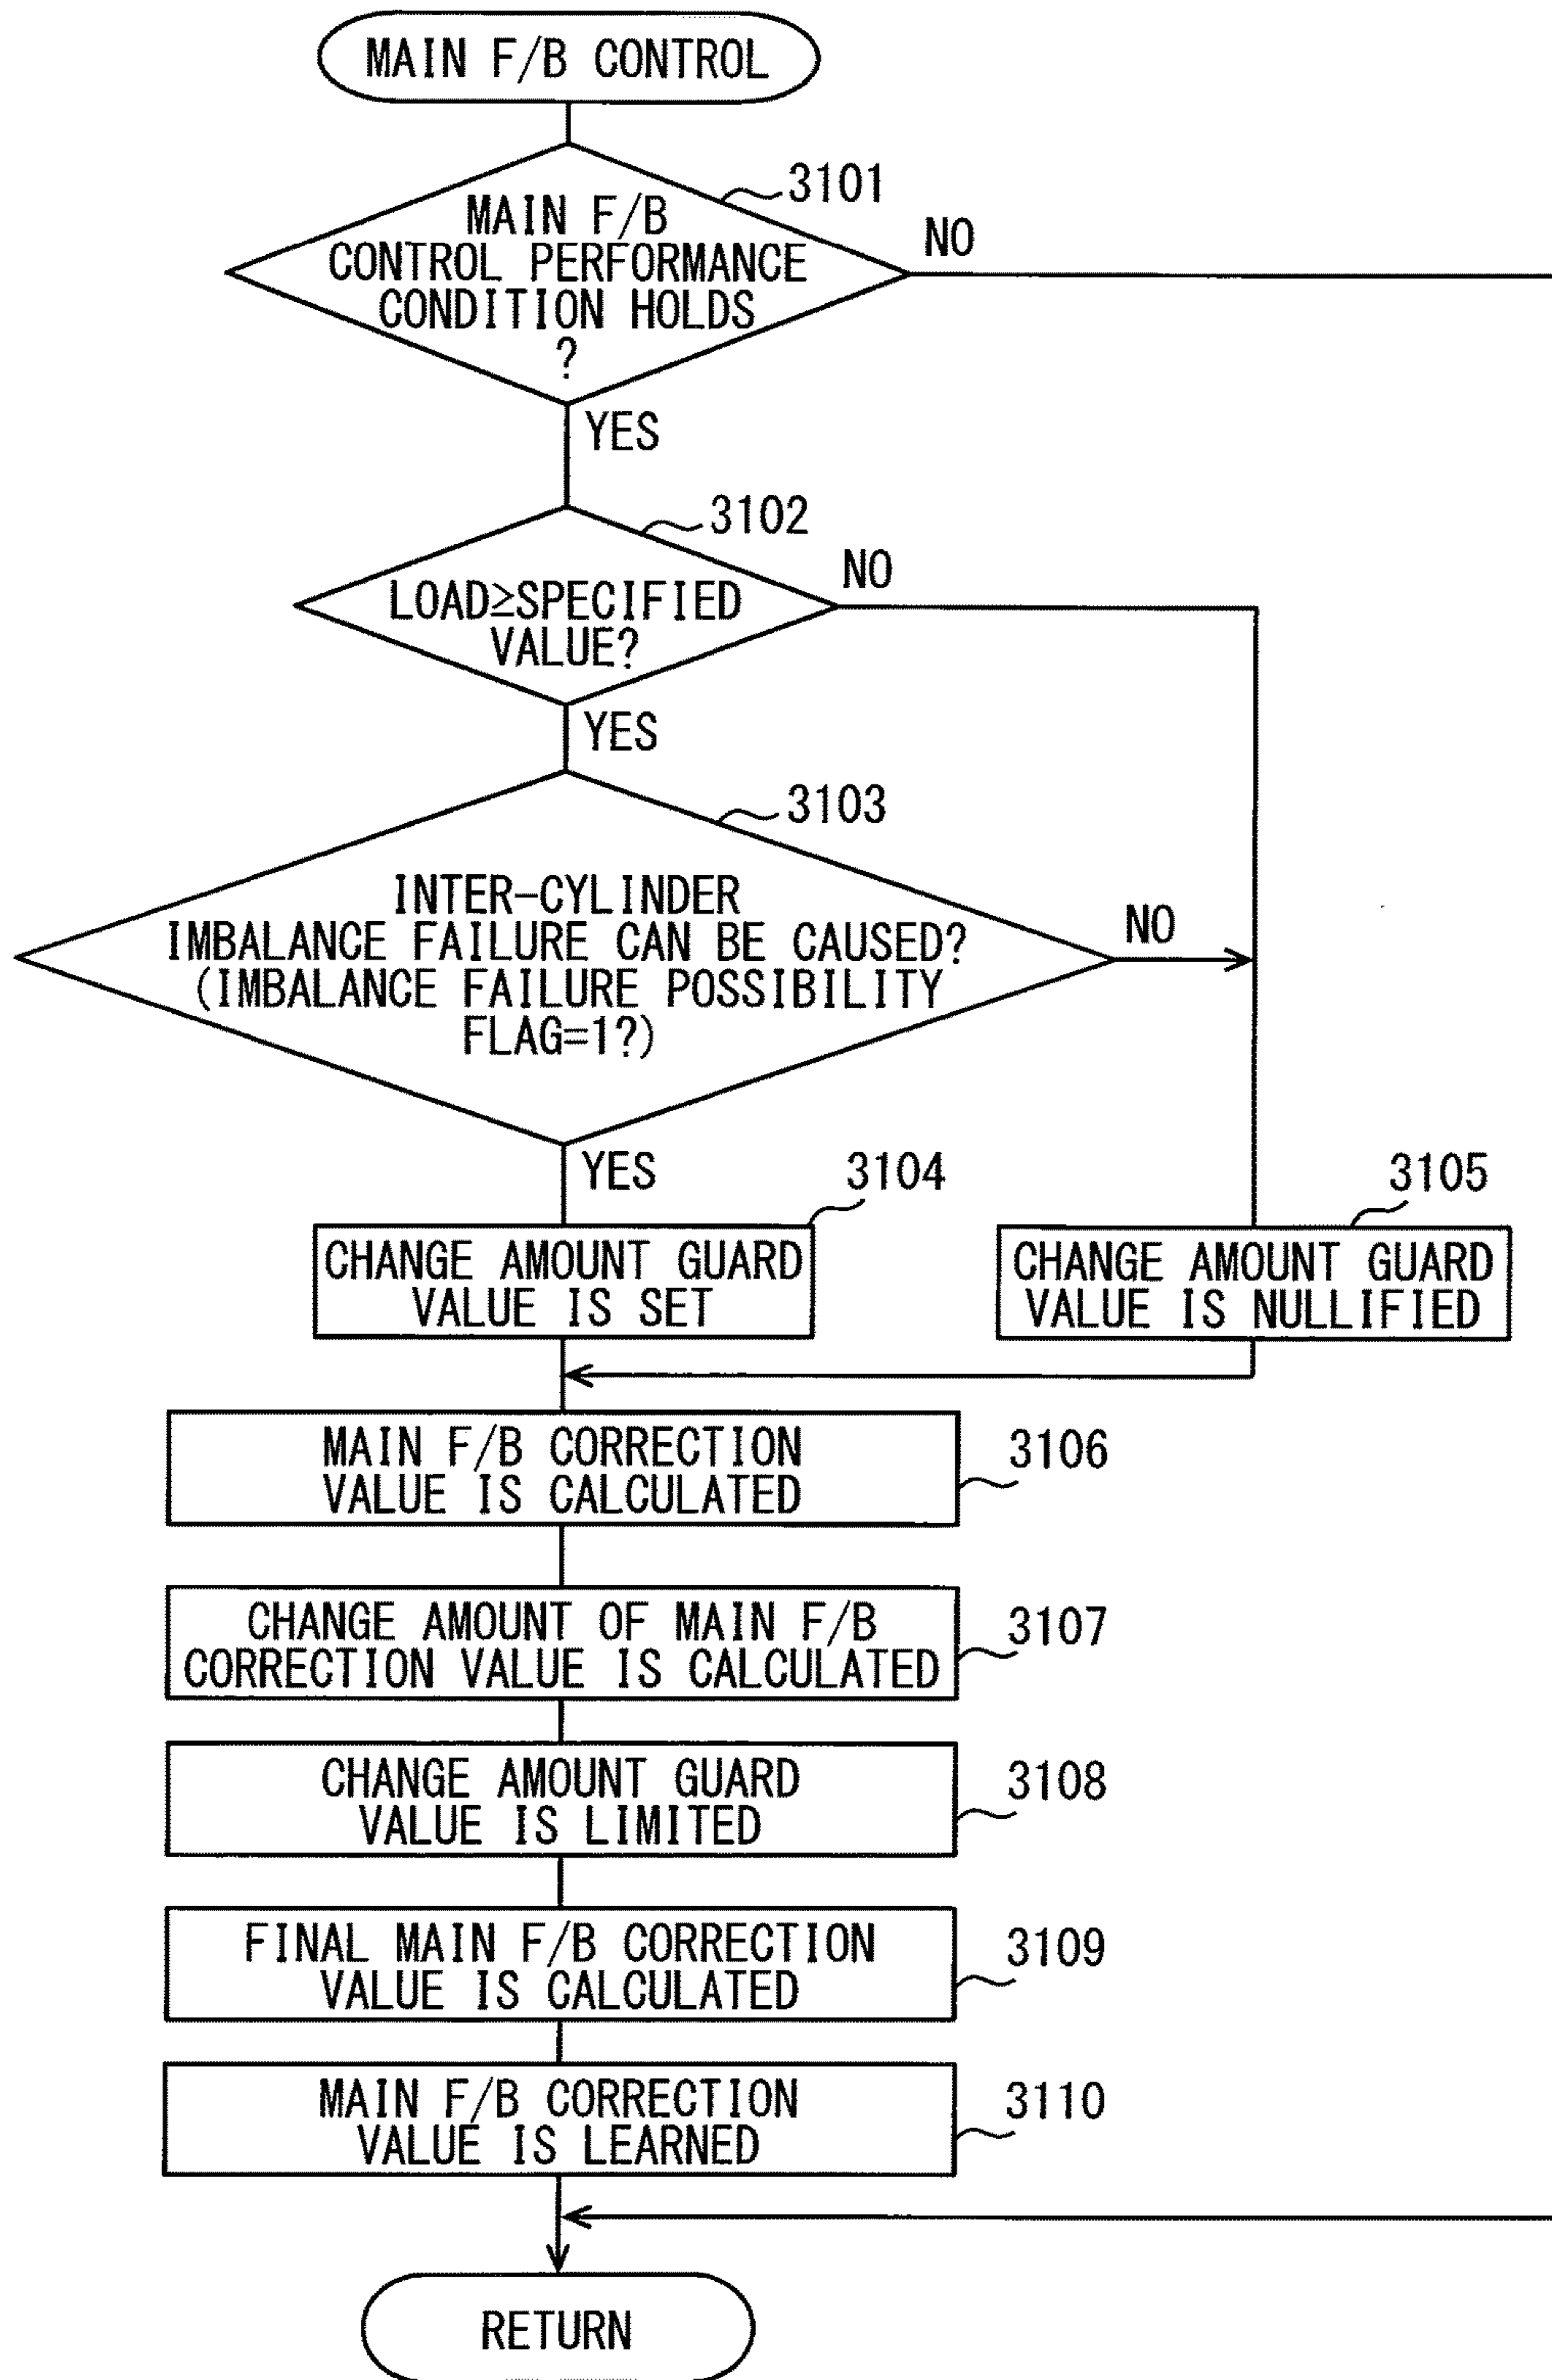 MAIN F/B CONTROL
3101
MAIN F/B
CONTROL PERFORMANCE
CONDITION HOLDS
?
NO
YES
3102
LOAD≥SPECIFIED
VALUE?
NO
YES
3103
INTER-CYLINDER
IMBALANCE FAILURE CAN BE CAUSED?
(IMBALANCE FAILURE POSSIBILITY
FLAG=1?)
NO
YES
3104
CHANGE AMOUNT GUARD
VALUE IS SET
3105
CHANGE AMOUNT GUARD
VALUE IS NULLIFIED
MAIN F/B CORRECTION
VALUE IS CALCULATED
3106
CHANGE AMOUNT OF MAIN F/B
CORRECTION VALUE IS CALCULATED
3107
CHANGE AMOUNT GUARD
VALUE IS LIMITED
3108
FINAL MAIN F/B CORRECTION
VALUE IS CALCULATED
3109
MAIN F/B CORRECTION
VALUE IS LEARNED
3110
RETURN